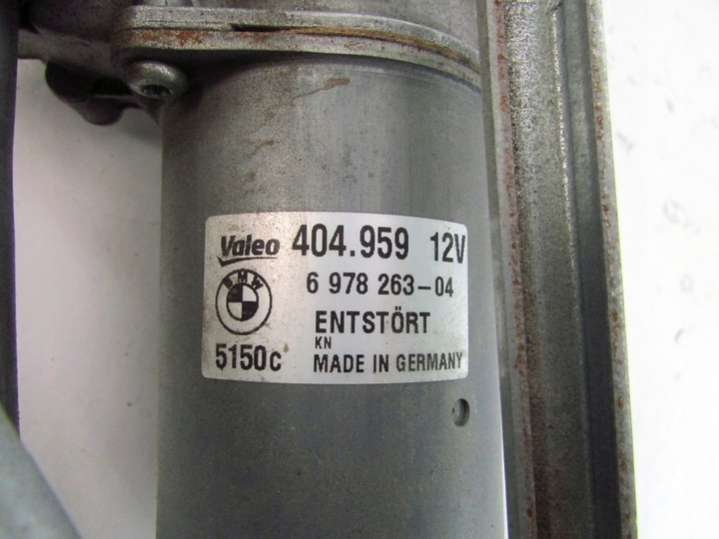 Valeo 404.959 12V
BMW 6 978 263-04
ENTSTÖRT
KN
5150c MADE IN GERMANY